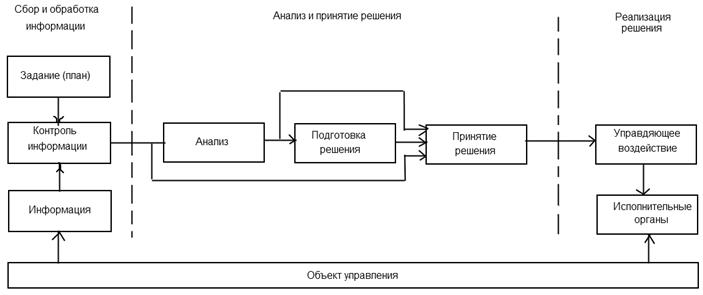 Сбор и обработка
информации
Анализ и принятие решения
Реализация
решения
Задание (план)
Контроль
информации
Анализ
Подготовка
решения
Принятие
решения
Управдяющее
воздействие
Информация
Исполнительные
органы
Объект управления